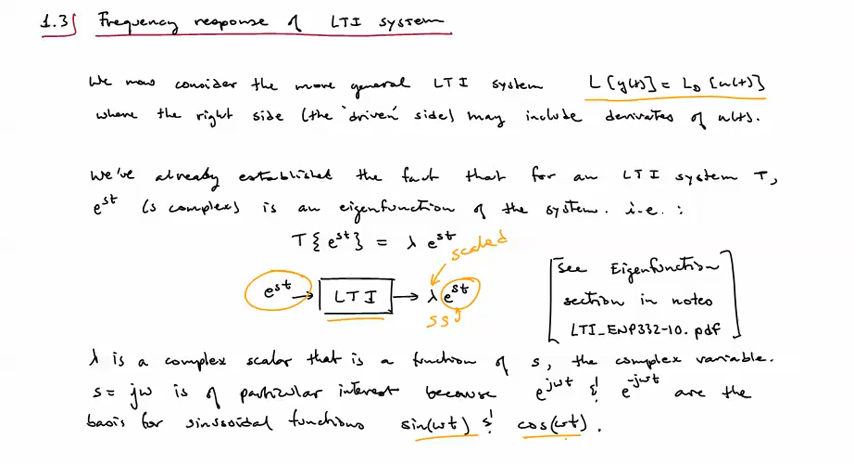 1.3 Frequency response of LTI system
We now consider the more general LTI system L[y(t)] = L_D [u(t)]
where the right side (the 'driven' side) may include derivates of u(t).
We've already established the fact that for an LTI system T,
e^{st} (s complex) is an eigenfunction of the system. i.e. :
T{e^{st}} = λ e^{st}
scaled
e^{st} → LTI → λ e^{st}
SS
[See Eigenfunction
section in notes
LTI_ENP332-10.pdf]
λ is a complex scalar that is a function of s, the complex variable.
s = jω is of particular interest because e^{jωt} & e^{-jωt} are the
basis for sinusoidal functions sin(ωt) & cos(ωt).